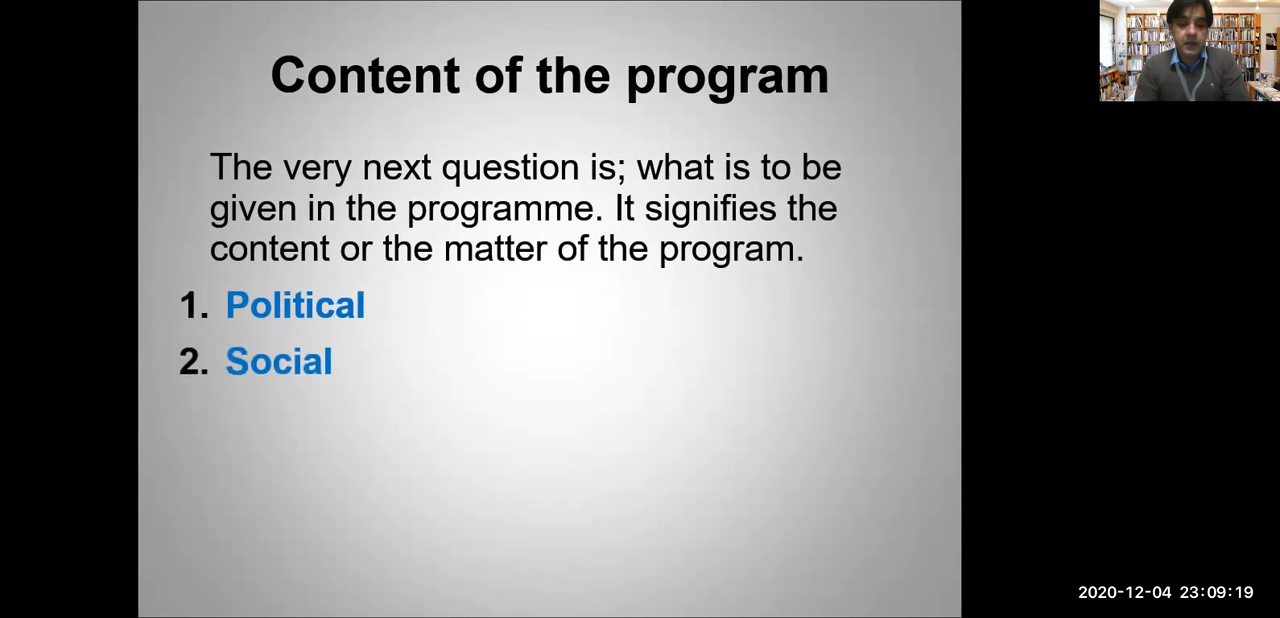 Content of the program
The very next question is; what is to be
given in the programme. It signifies the
content or the matter of the program.
1. Political
2. Social
2020-12-04 23:09:19